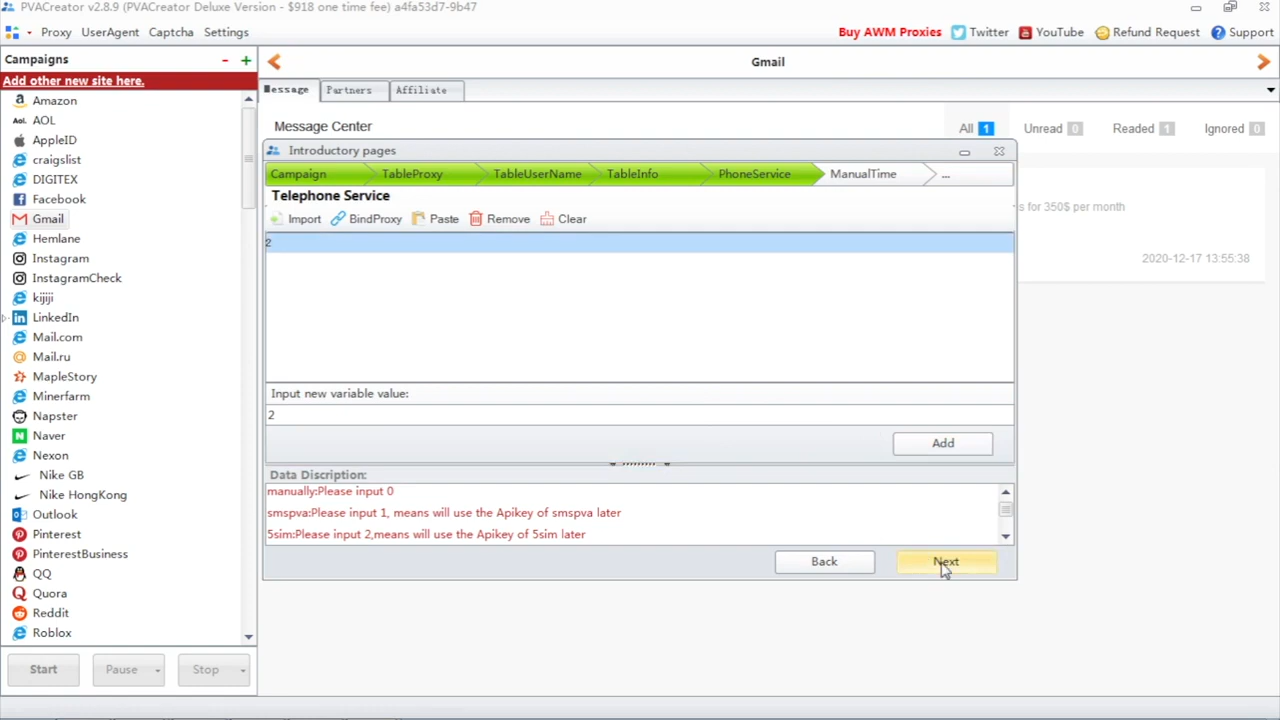 PVACreator v2.8.9 (PVACreator Deluxe Version - $918 one time fee) a4fa53d7-9b47
Proxy UserAgent Captcha Settings
Buy AWM Proxies Twitter YouTube Refund Request Support
Campaigns
Add other new site here.
Amazon
AOL
AppleID
craigslist
DIGITEX
Facebook
Gmail
Hemlane
Instagram
InstagramCheck
kijiji
LinkedIn
Mail.com
Mail.ru
MapleStory
Minerfarm
Napster
Naver
Nexon
Nike GB
Nike HongKong
Outlook
Pinterest
PinterestBusiness
QQ
Quora
Reddit
Roblox
Start Pause Stop
Gmail
Message Partners Affiliate
Message Center
All 1 Unread 0 Readed 1 Ignored 0
s for 350$ per month
2020-12-17 13:55:38
Introductory pages
Campaign TableProxy TableUserName TableInfo PhoneService ManualTime ...
Telephone Service
Import BindProxy Paste Remove Clear
2
Input new variable value:
2
Add
Data Discription:
manually:Please input 0
smspva:Please input 1, means will use the Apikey of smspva later
5sim:Please input 2,means will use the Apikey of 5sim later
Back Next